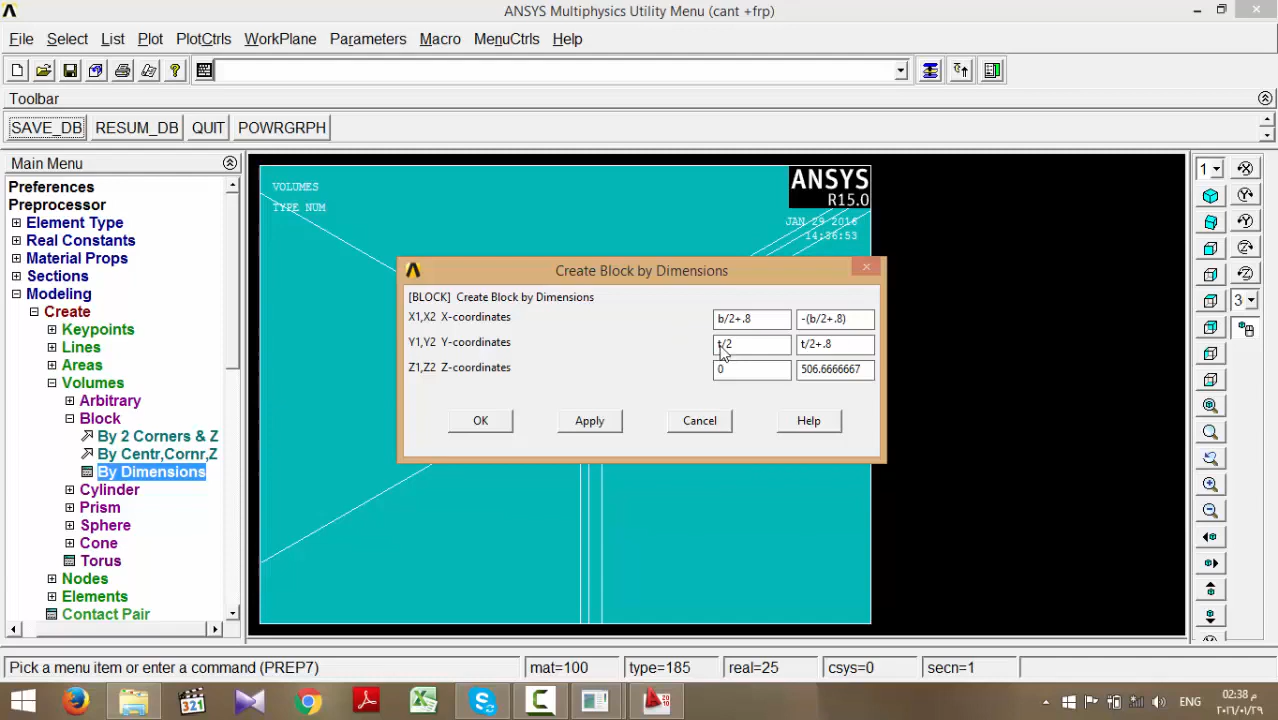 ANSYS Multiphysics Utility Menu (cant +frp)
File Select List Plot PlotCtrls WorkPlane Parameters Macro MenuCtrls Help
Toolbar
SAVE_DB RESUM_DB QUIT POWRGRPH
Main Menu
Preferences
Preprocessor
Element Type
Real Constants
Material Props
Sections
Modeling
Create
Keypoints
Lines
Areas
Volumes
Arbitrary
Block
By 2 Corners & Z
By Centr,Cornr,Z
By Dimensions
Cylinder
Prism
Sphere
Cone
Torus
Nodes
Elements
Contact Pair
VOLUMES
TYPE NUM
ANSYS
R15.0
JAN 29 2016
14:36:53
Create Block by Dimensions
[BLOCK] Create Block by Dimensions
X1,X2 X-coordinates b/2+.8 -(b/2+.8)
Y1,Y2 Y-coordinates t/2 t/2+.8
Z1,Z2 Z-coordinates 0 506.6666667
OK Apply Cancel Help
1
3
Pick a menu item or enter a command (PREP7) mat=100 type=185 real=25 csys=0 secn=1
ENG
02:38 م
٢٠١٦/٠١/٢٩